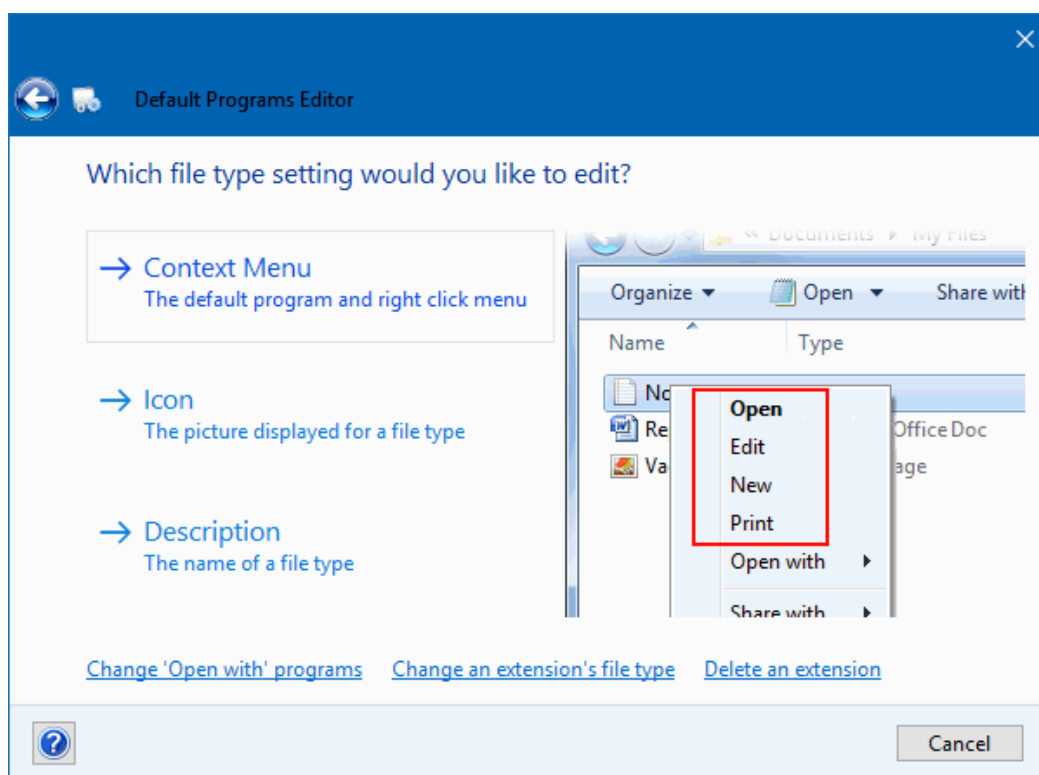 Default Programs Editor
Which file type setting would you like to edit?
Context Menu
The default program and right click menu
Icon
The picture displayed for a file type
Description
The name of a file type
« Documents My Files
Organize Open Share with
Name Type
Open
Office Doc
Edit
New
Print
Open with
Share with
Change 'Open with' programs Change an extension's file type Delete an extension
Cancel